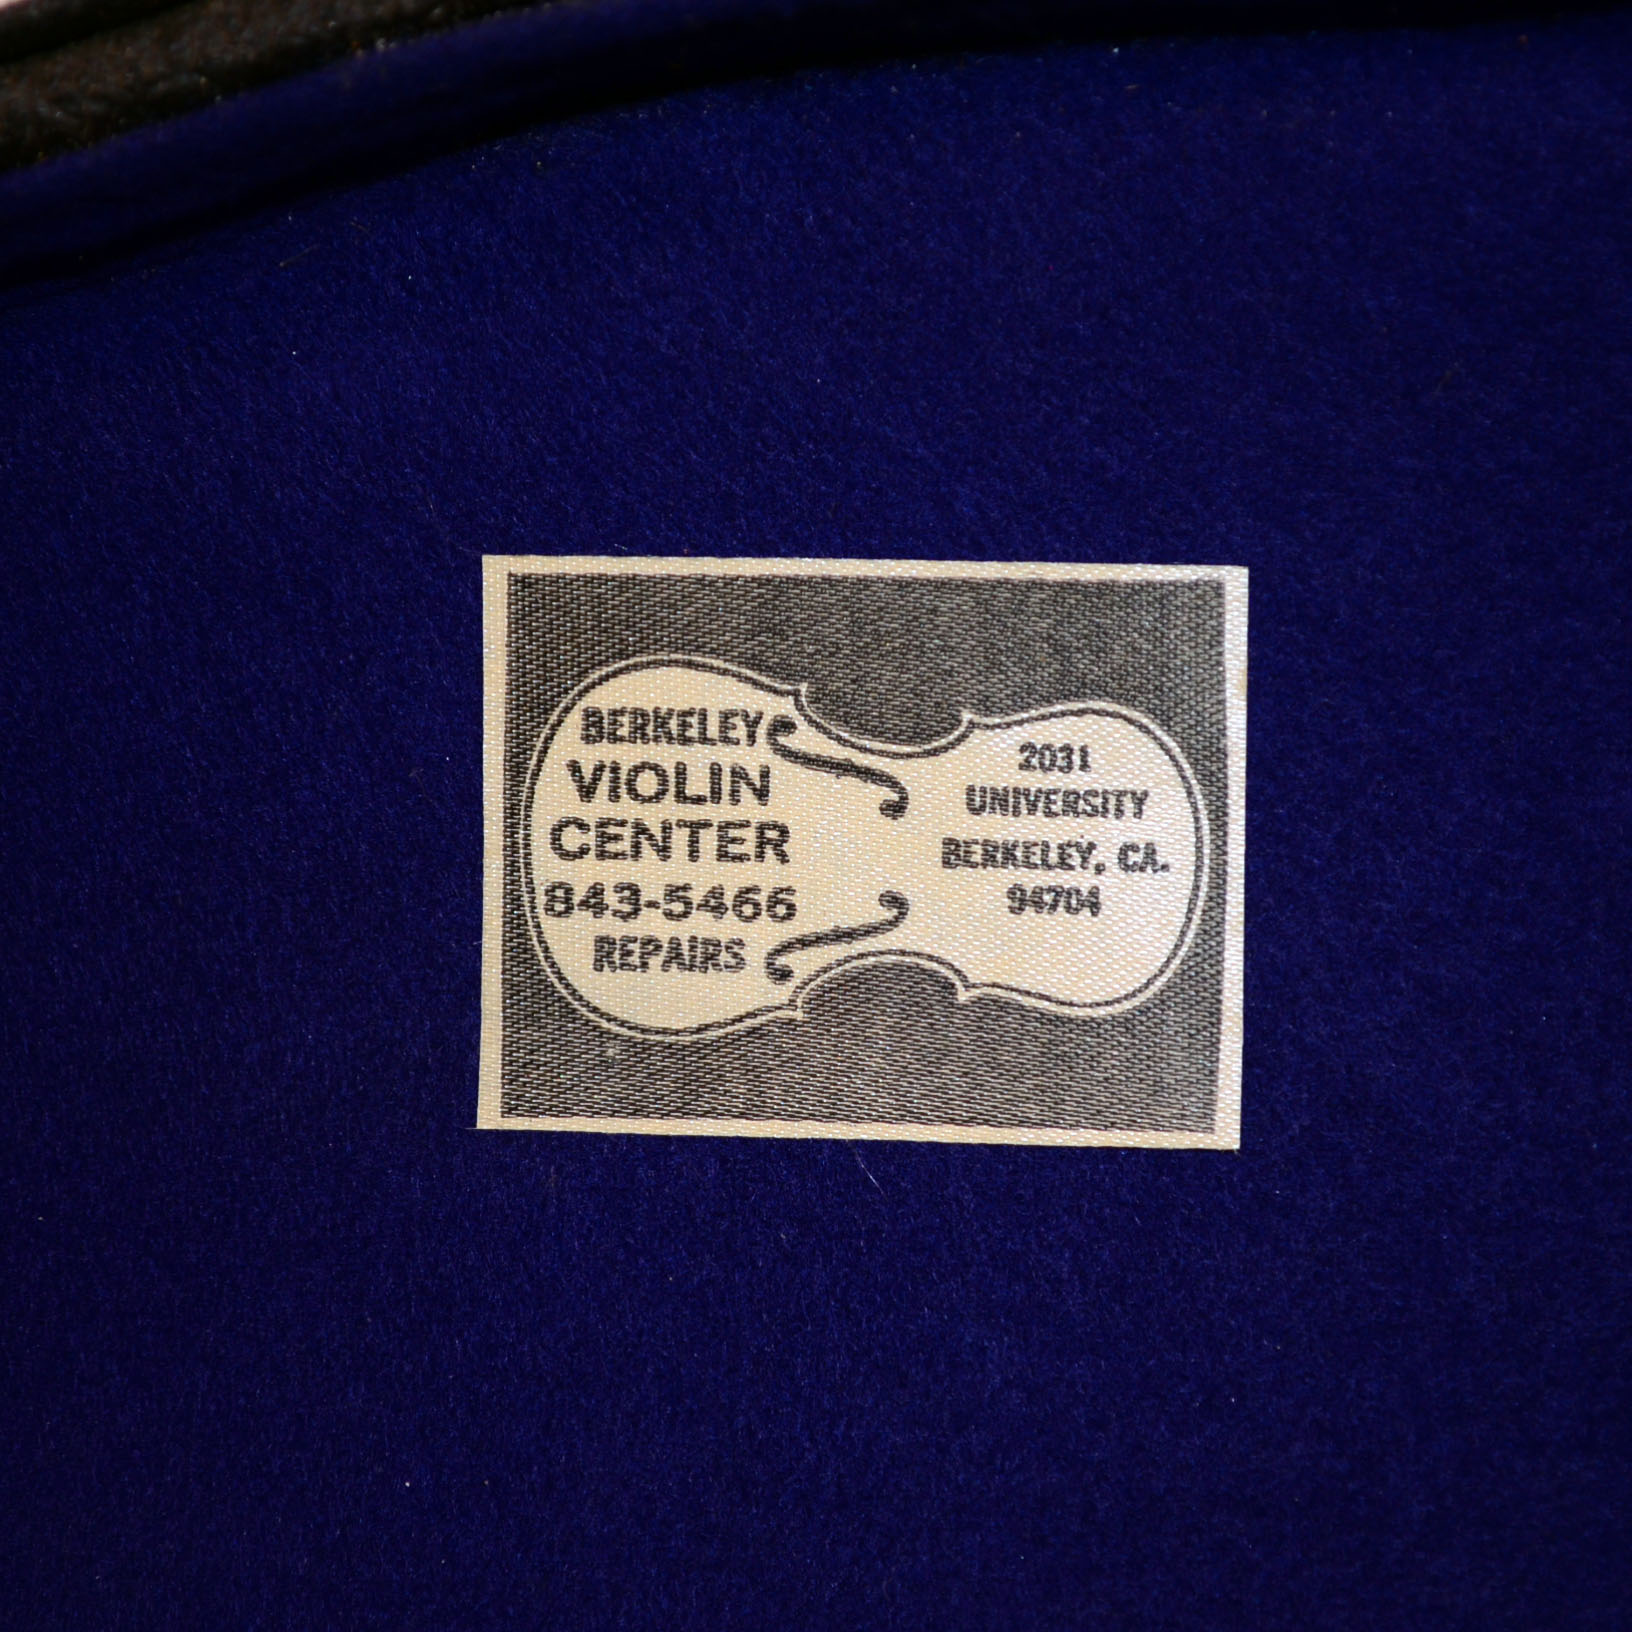 BERKELEY
VIOLIN
CENTER
843-5466
REPAIRS
2031
UNIVERSITY
BERKELEY, CA.
94704